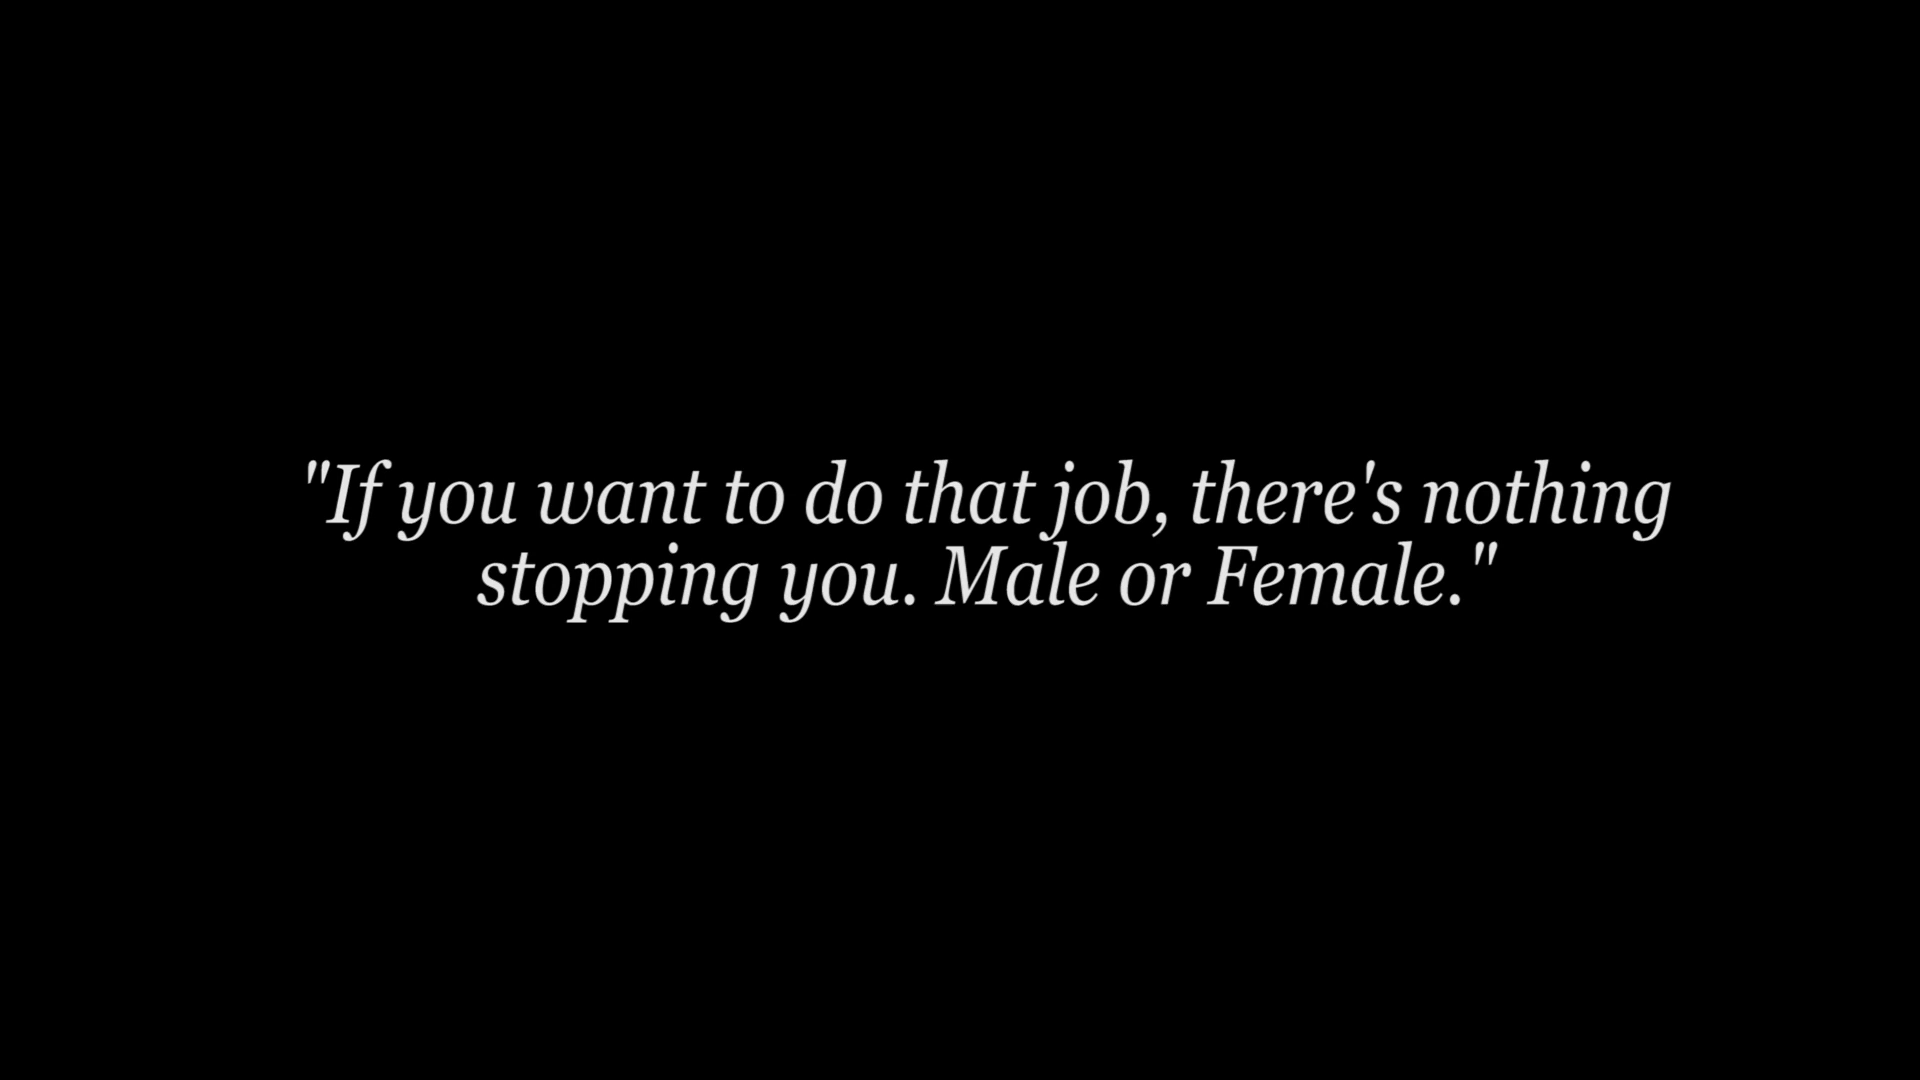 "If you want to do that job, there's nothing
stopping you. Male or Female."